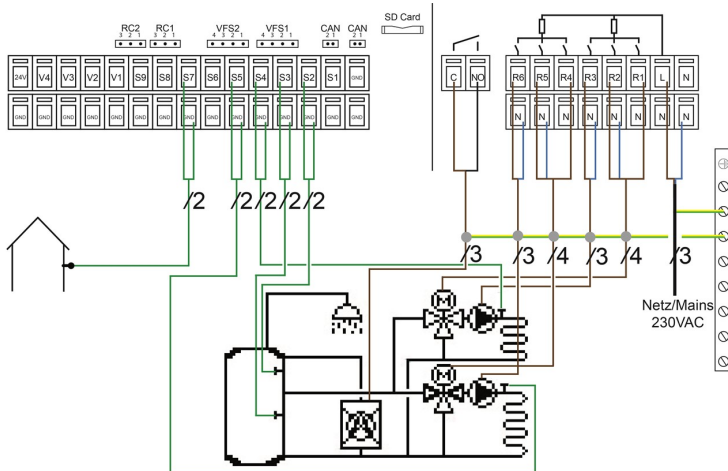 RC2 RC1 VFS2 VFS1 CAN CAN SD Card
3 2 1 3 2 1 4 3 2 1 4 3 2 1 2 1 2 1
24V V4 V3 V2 V1 S9 S8 S7 S6 S5 S4 S3 S2 S1 GND
GND GND GND GND GND GND GND GND GND GND GND GND GND GND GND
C NO
R6 R5 R4 R3 R2 R1 L N
N N N N N N
/2 /2 /2 /2 /2
/3 /3 /4 /3 /4 /3
M
M
Netz/Mains
230VAC